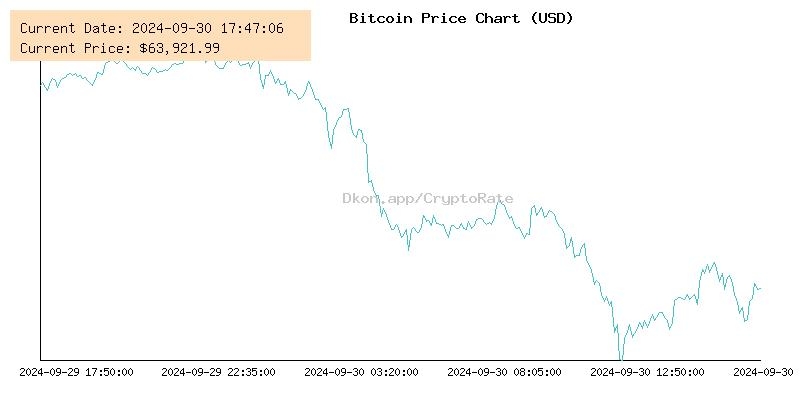 Bitcoin Price Chart (USD)
Current Date: 2024-09-30 17:47:06
Current Price: $63,921.99
Dkon.app/CryptoRate
2024-09-29 17:50:00
2024-09-29 22:35:00
2024-09-30 03:20:00
2024-09-30 08:05:00
2024-09-30 12:50:00
2024-09-30